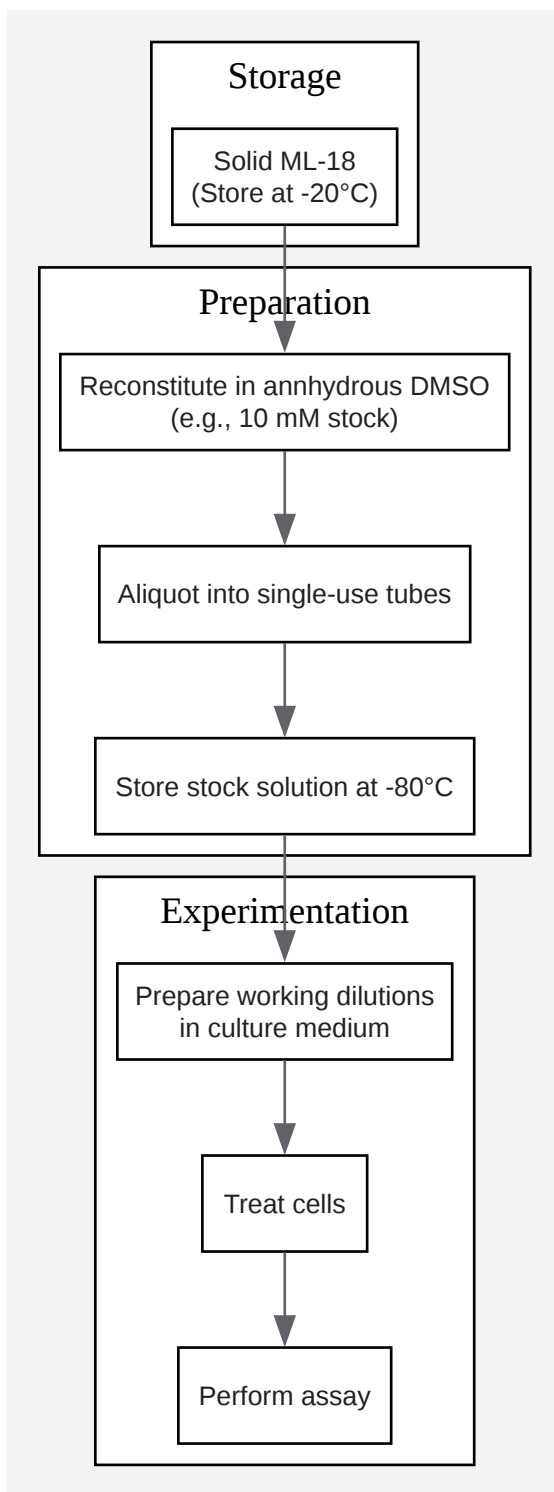 Storage
Solid ML-18
(Store at -20°C)
Preparation
Reconstitute in annhydrous DMSO
(e.g., 10 mM stock)
Aliquot into single-use tubes
Store stock solution at -80°C
Experimentation
Prepare working dilutions
in culture medium
Treat cells
Perform assay